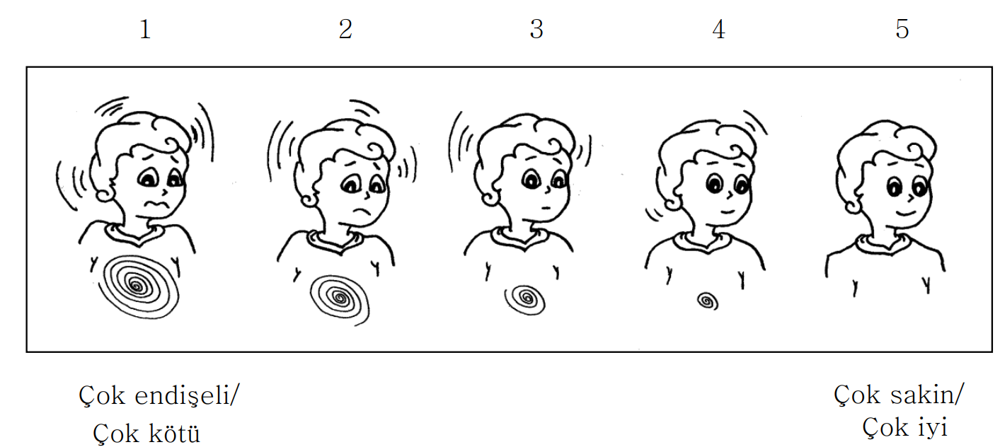 1 2 3 4 5
Çok endişeli/
Çok kötü
Çok sakin/
Çok iyi